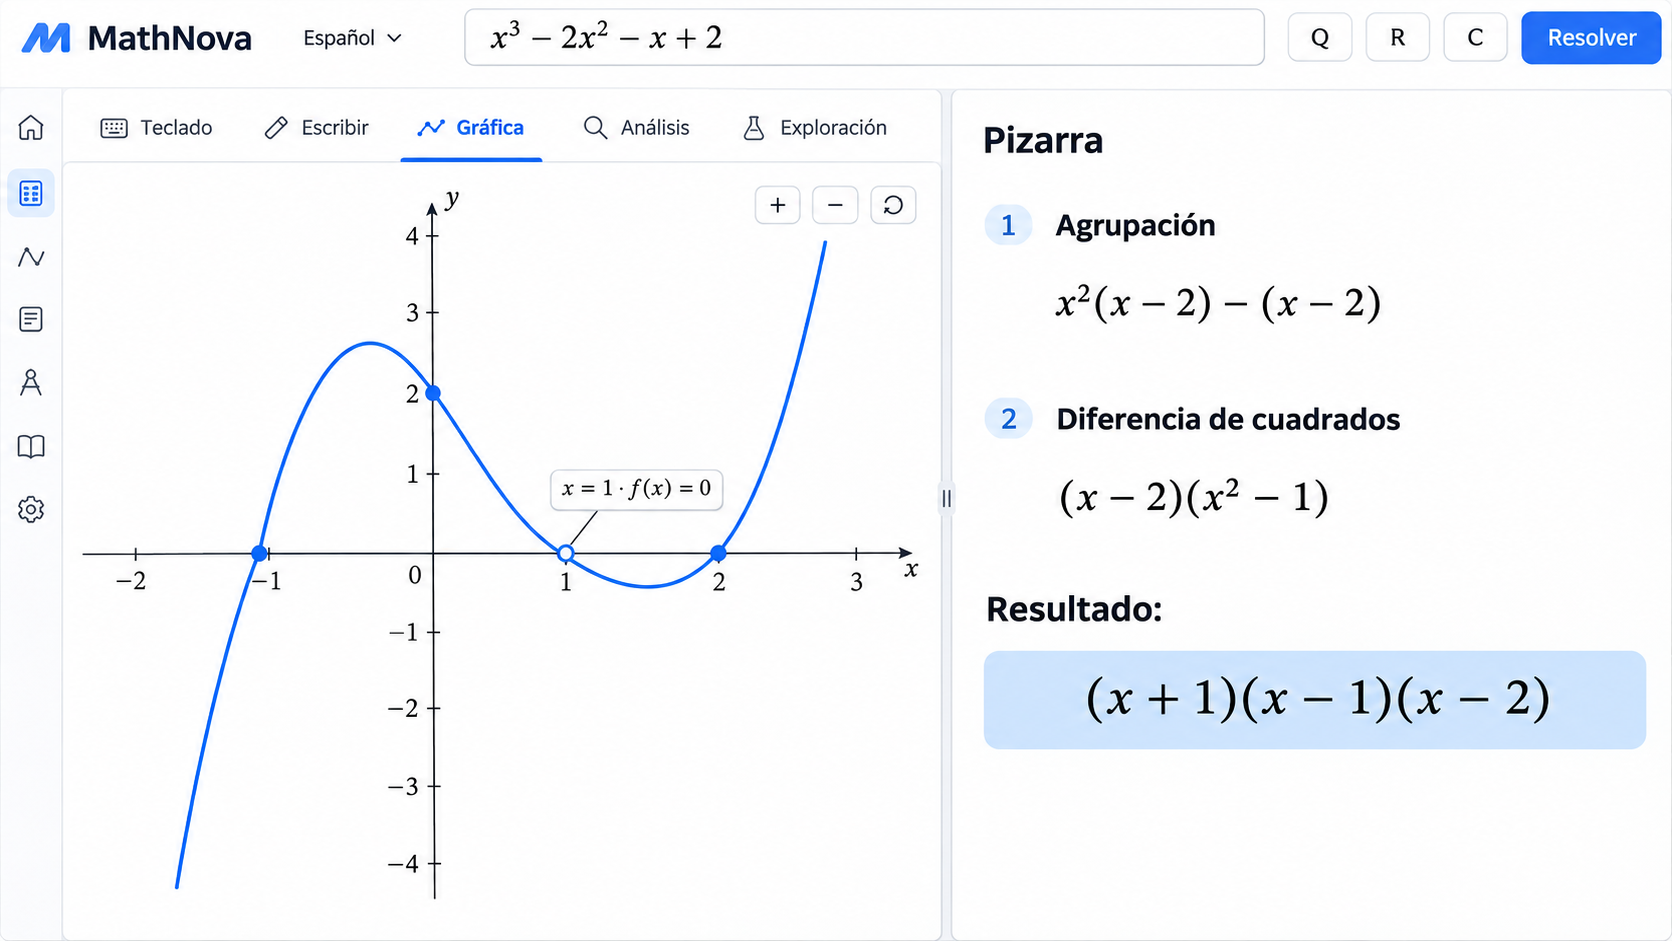 MathNova
Español
x³ − 2x² − x + 2
Q
R
C
Resolver
Teclado
Escribir
Gráfica
Análisis
Exploración
+
−
y
4
3
2
1
x = 1 · f(x) = 0
−2
−1
0
1
2
3
x
−1
−2
−3
−4
Pizarra
1 Agrupación
x²(x − 2) − (x − 2)
2 Diferencia de cuadrados
(x − 2)(x² − 1)
Resultado:
(x + 1)(x − 1)(x − 2)